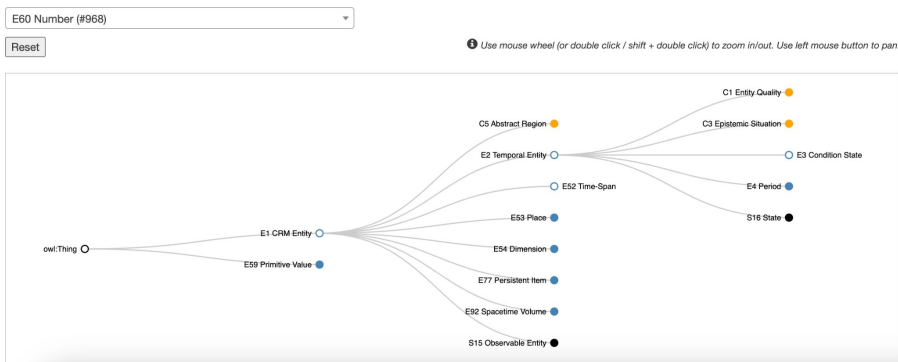 E60 Number (#968)
Reset
Use mouse wheel (or double click / shift + double click) to zoom in/out. Use left mouse button to pan.
C1 Entity Quality
C5 Abstract Region
C3 Epistemic Situation
E2 Temporal Entity
E3 Condition State
E52 Time-Span
E4 Period
E53 Place
S16 State
E1 CRM Entity
owl:Thing
E54 Dimension
E59 Primitive Value
E77 Persistent Item
E92 Spacetime Volume
S15 Observable Entity